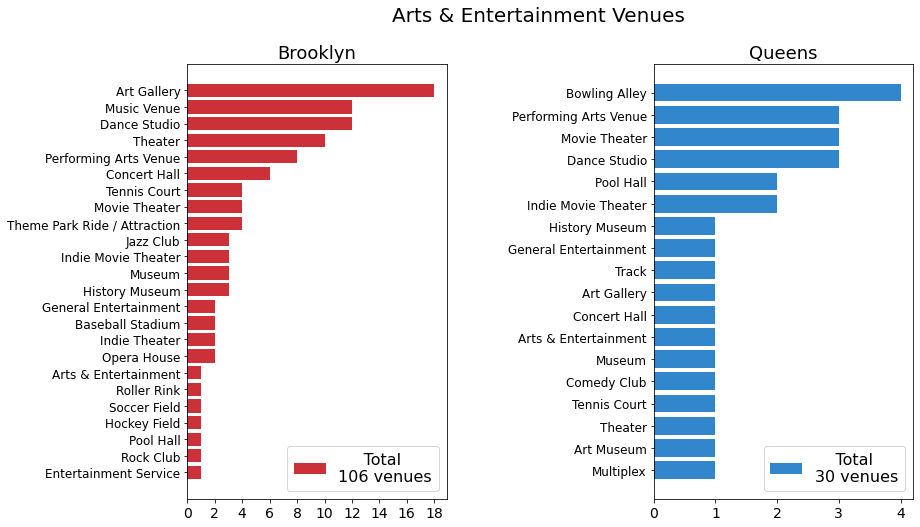 Arts & Entertainment Venues
Brooklyn
Art Gallery
Music Venue
Dance Studio
Theater
Performing Arts Venue
Concert Hall
Tennis Court
Movie Theater
Theme Park Ride / Attraction
Jazz Club
Indie Movie Theater
Museum
History Museum
General Entertainment
Baseball Stadium
Indie Theater
Opera House
Arts & Entertainment
Roller Rink
Soccer Field
Hockey Field
Pool Hall
Rock Club
Entertainment Service
0 2 4 6 8 10 12 14 16 18
Total
106 venues
Queens
Bowling Alley
Performing Arts Venue
Movie Theater
Dance Studio
Pool Hall
Indie Movie Theater
History Museum
General Entertainment
Track
Art Gallery
Concert Hall
Arts & Entertainment
Museum
Comedy Club
Tennis Court
Theater
Art Museum
Multiplex
0 1 2 3 4
Total
30 venues